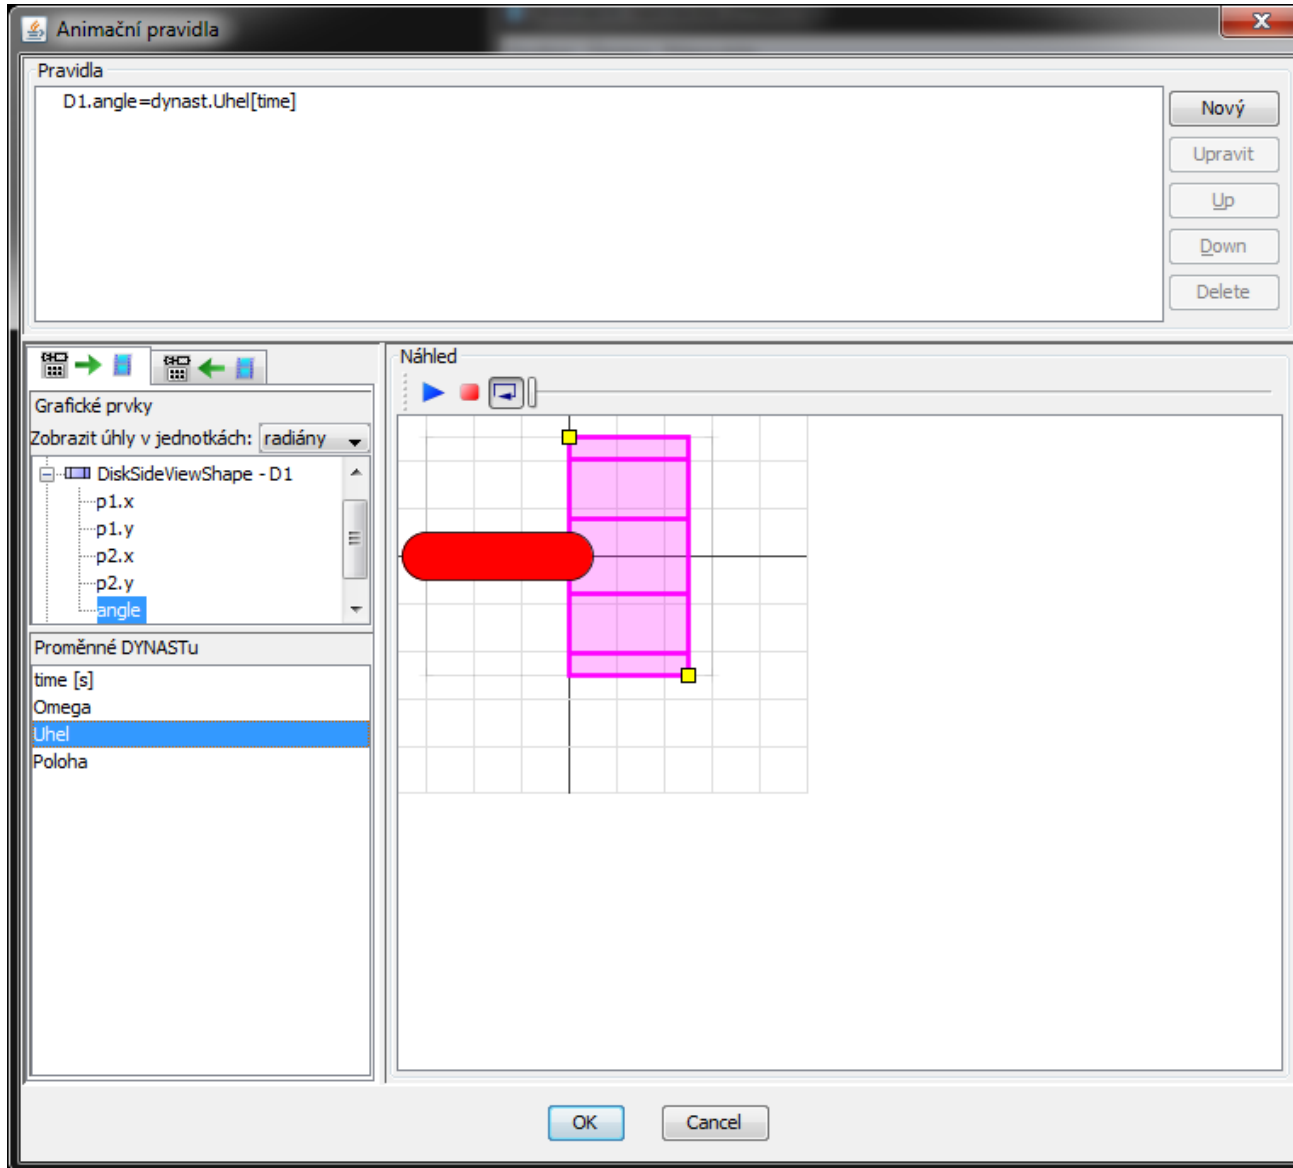 Animační pravidla
Pravidla
D1.angle=dynast.Uhel[time]
Nový
Upravit
Up
Down
Delete
Náhled
Grafické prvky
Zobrazit úhly v jednotkách: radiány
DiskSideViewShape - D1
p1.x
p1.y
p2.x
p2.y
angle
Proměnné DYNASTu
time [s]
Omega
Uhel
Poloha
OK
Cancel